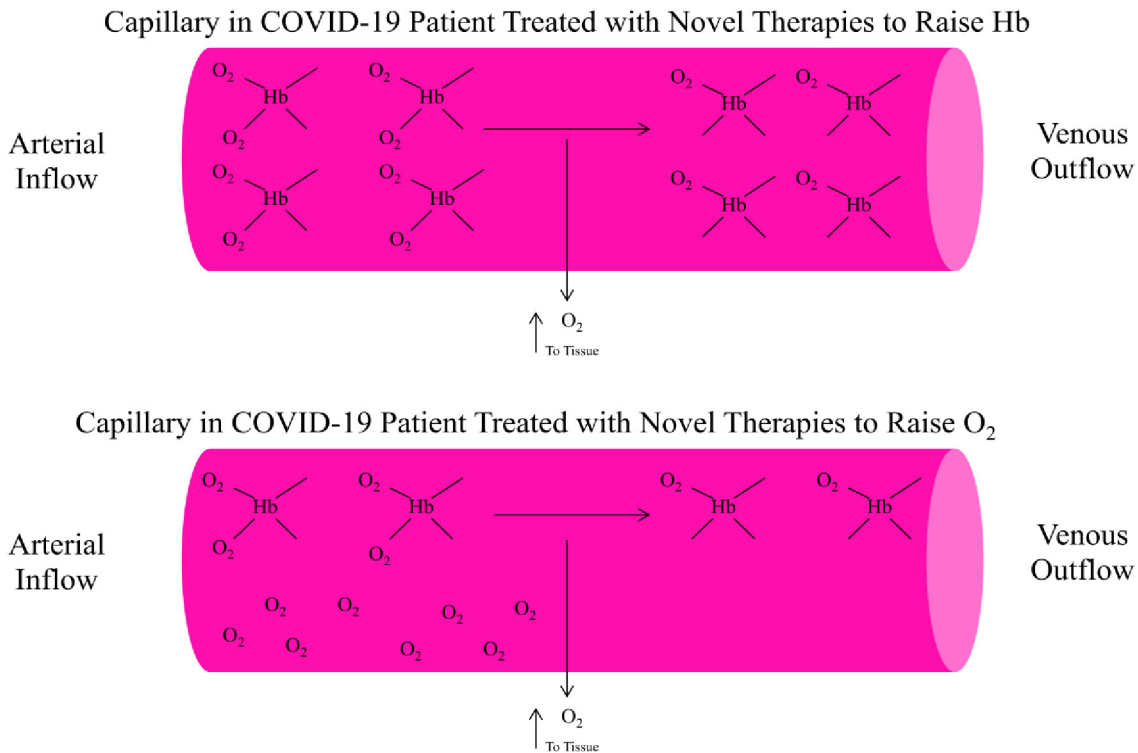 Capillary in COVID-19 Patient Treated with Novel Therapies to Raise Hb
O₂ O₂ O₂ O₂
Hb Hb Hb Hb
O₂ O₂
Arterial
Inflow
Venous
Outflow
O₂ O₂ O₂ O₂
Hb Hb Hb Hb
O₂ O₂
O₂
To Tissue
Capillary in COVID-19 Patient Treated with Novel Therapies to Raise O₂
O₂ O₂ O₂ O₂
Hb Hb Hb Hb
O₂ O₂
Arterial
Inflow
Venous
Outflow
O₂ O₂ O₂ O₂
O₂ O₂ O₂ O₂
O₂
To Tissue